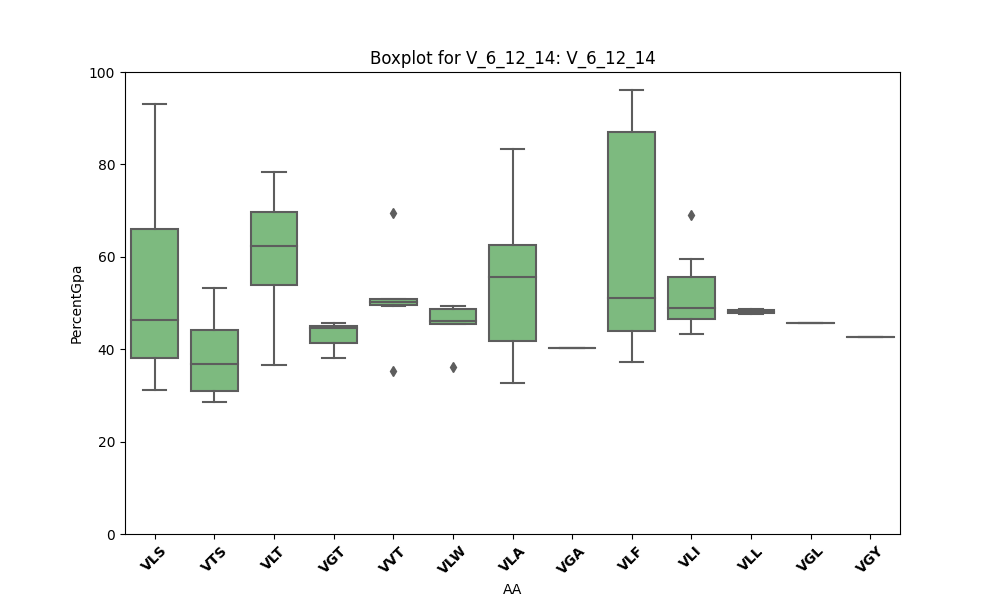 Boxplot for V_6_12_14: V_6_12_14
PercentGpa
100
80
60
40
20
0
VLS VTS VLT VGT VVT VLW VLA VGA VLF VLI VLL VGL VGY
AA